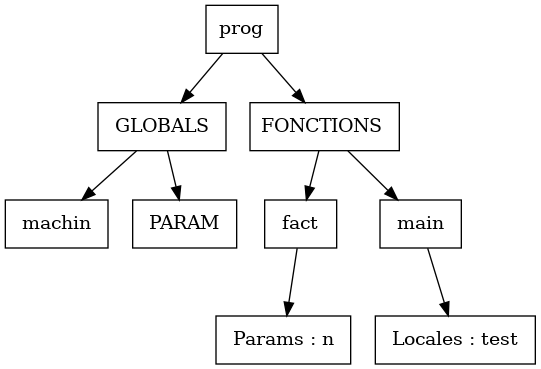 prog
GLOBALS
FONCTIONS
machin
PARAM
fact
main
Params : n
Locales : test